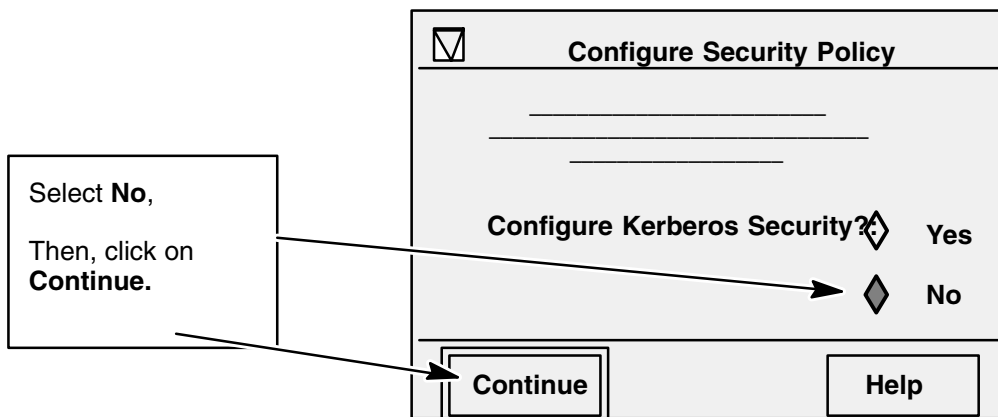 Configure Security Policy
Select No,
Then, click on
Continue.
Configure Kerberos Security?:
Yes
No
Continue
Help